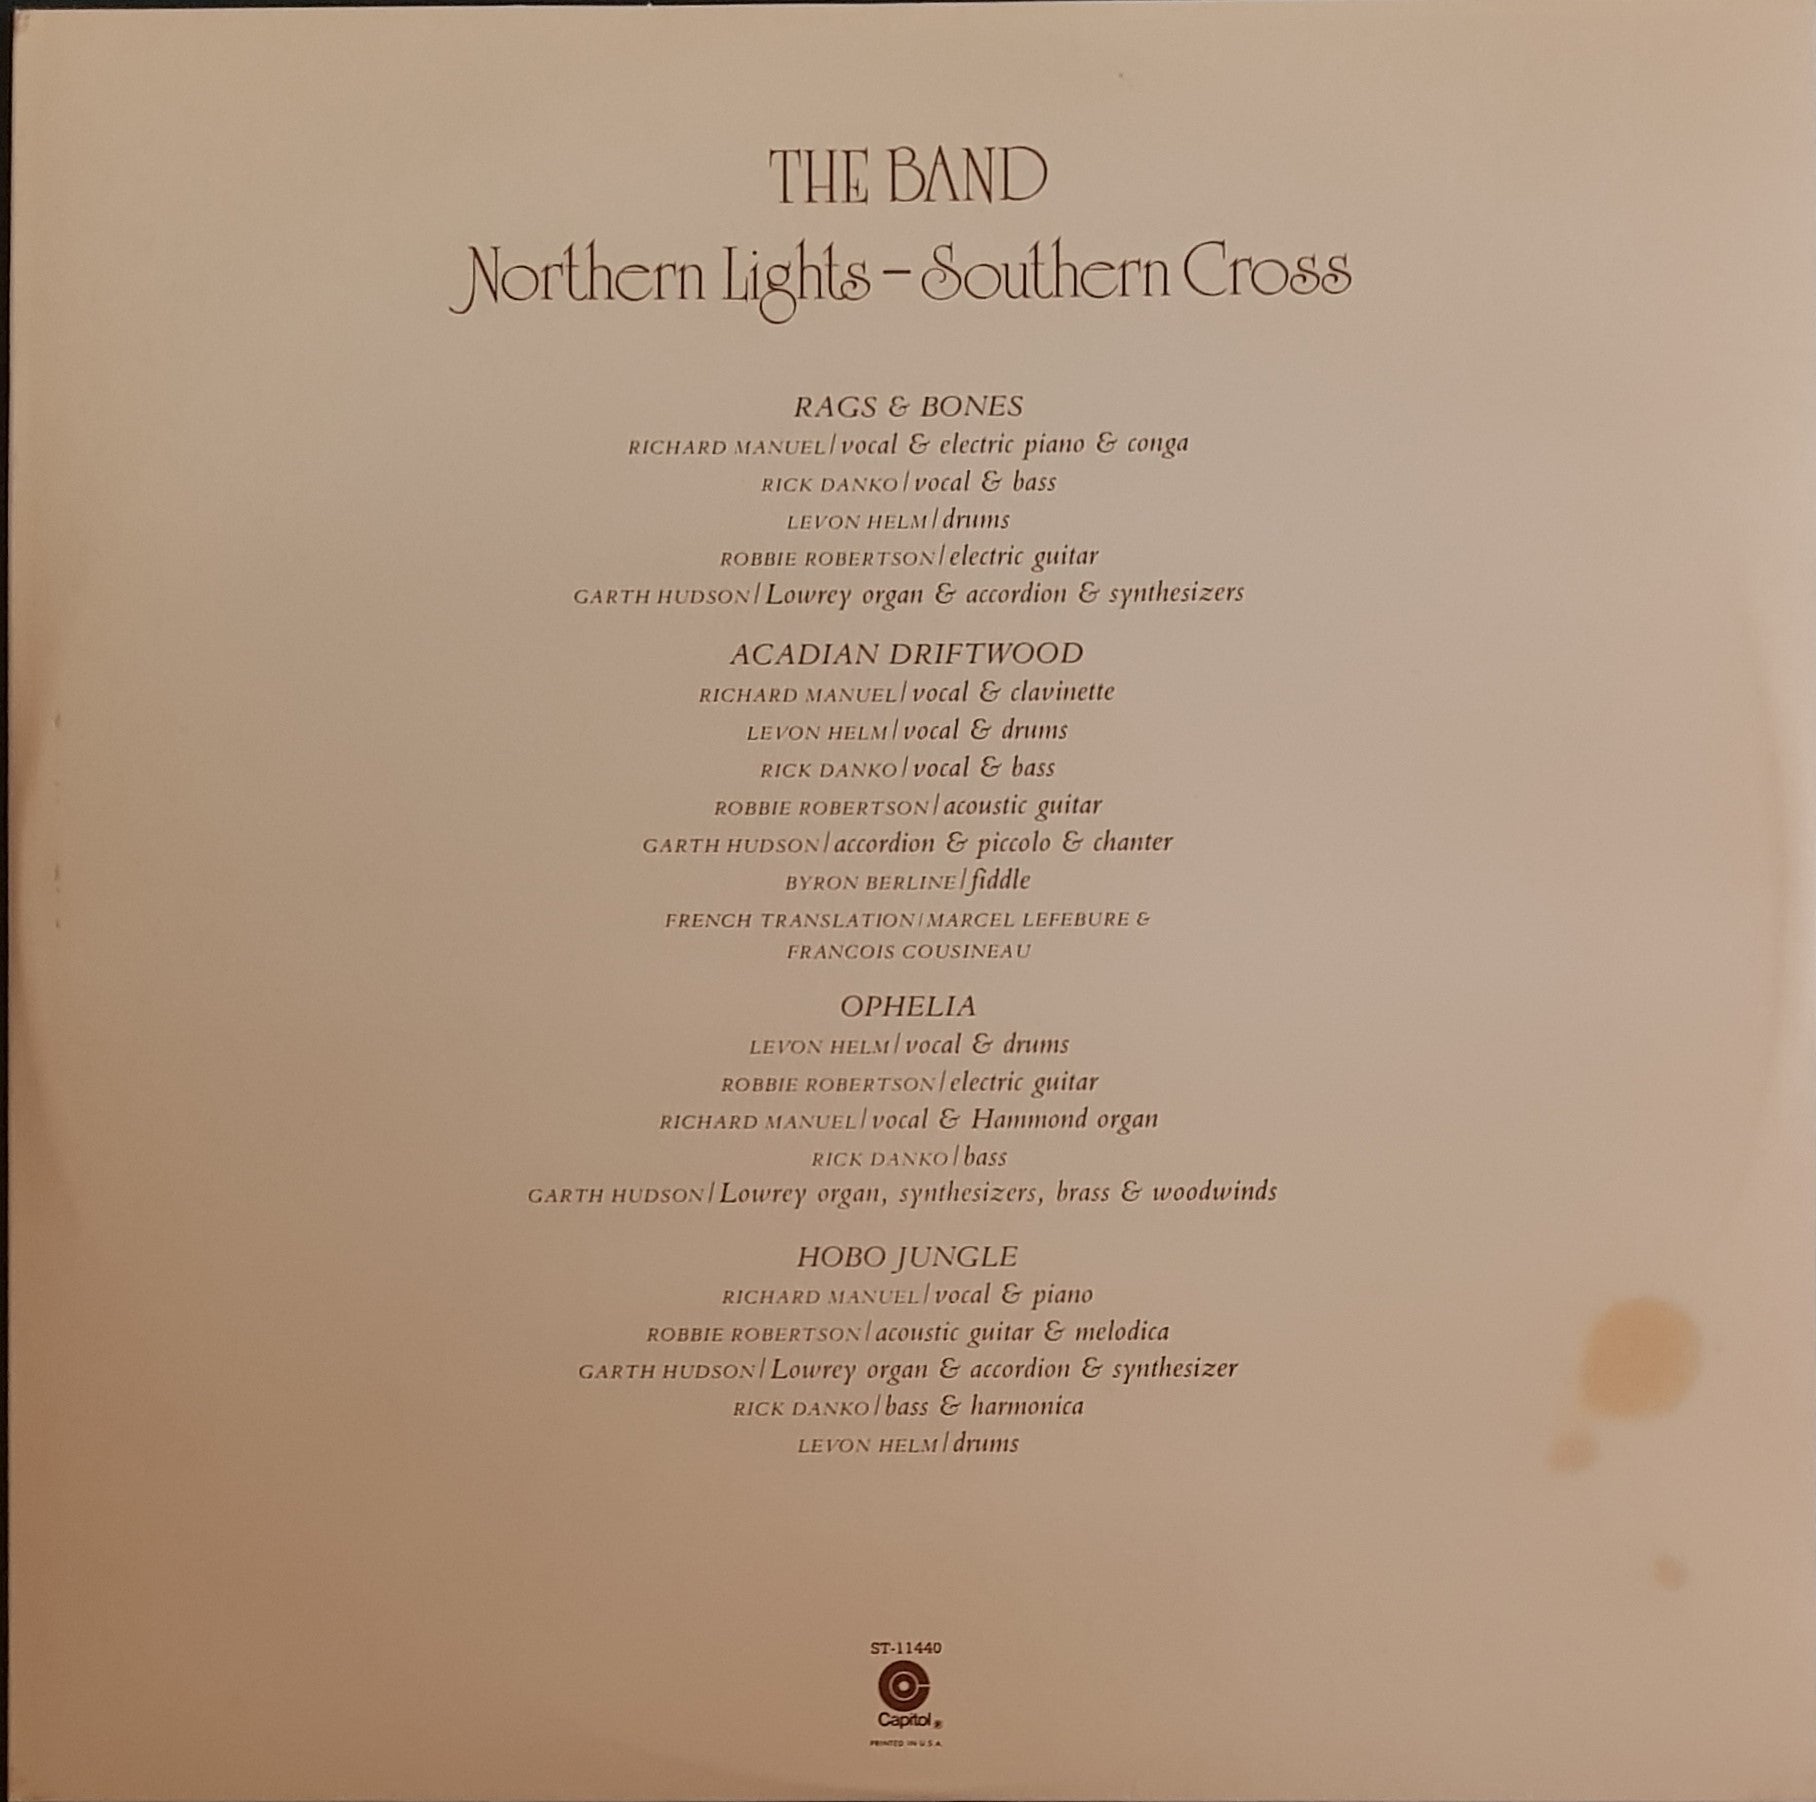 THE BAND
Northern Lights – Southern Cross
RAGS & BONES
RICHARD MANUEL/vocal & electric piano & conga
RICK DANKO/vocal & bass
LEVON HELM/drums
ROBBIE ROBERTSON/electric guitar
GARTH HUDSON/Lowrey organ & accordion & synthesizers
ACADIAN DRIFTWOOD
RICHARD MANUEL/vocal & clavinette
LEVON HELM/vocal & drums
RICK DANKO/vocal & bass
ROBBIE ROBERTSON/acoustic guitar
GARTH HUDSON/accordion & piccolo & chanter
BYRON BERLINE/fiddle
FRENCH TRANSLATION/MARCEL LEFEBURE &
FRANCOIS COUSINEAU
OPHELIA
LEVON HELM/vocal & drums
ROBBIE ROBERTSON/electric guitar
RICHARD MANUEL/vocal & Hammond organ
RICK DANKO/bass
GARTH HUDSON/Lowrey organ, synthesizers, brass & woodwinds
HOBO JUNGLE
RICHARD MANUEL/vocal & piano
ROBBIE ROBERTSON/acoustic guitar & melodica
GARTH HUDSON/Lowrey organ & accordion & synthesizer
RICK DANKO/bass & harmonica
LEVON HELM/drums
ST-11440
Capitol®
PRINTED IN U.S.A.